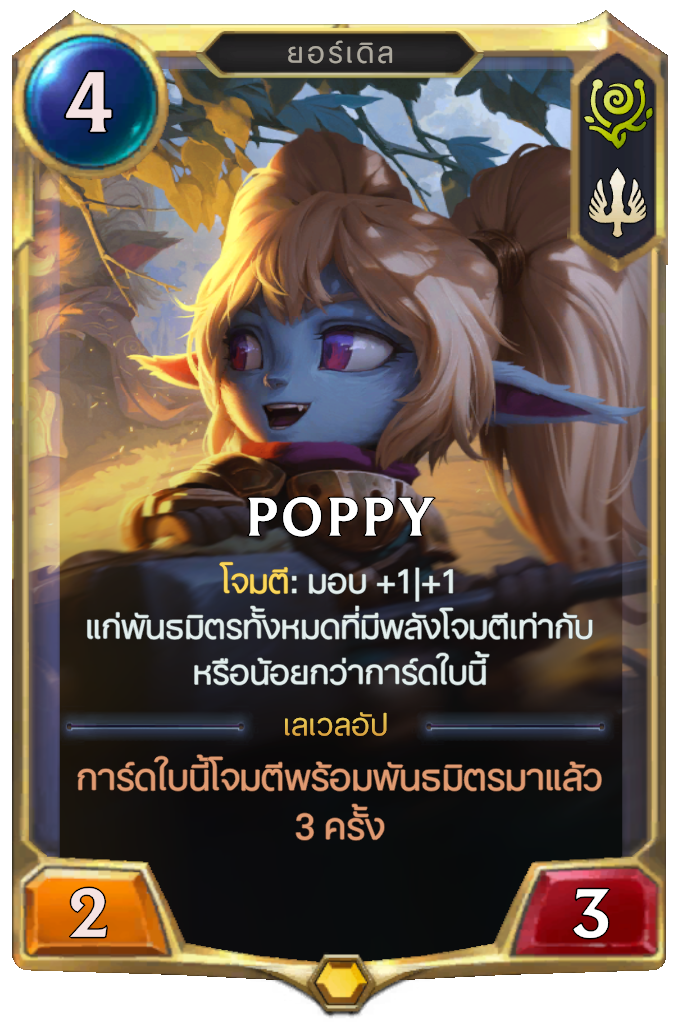 ยอร์เดิล
4
POPPY
โจมตี: มอบ +1|+1
แก่พันธมิตรทั้งหมดที่มีพลังโจมตีเท่ากับ
หรือน้อยกว่าการ์ดใบนี้
เลเวลอัป
การ์ดใบนี้โจมตีพร้อมพันธมิตรมาแล้ว
3 ครั้ง
2
3